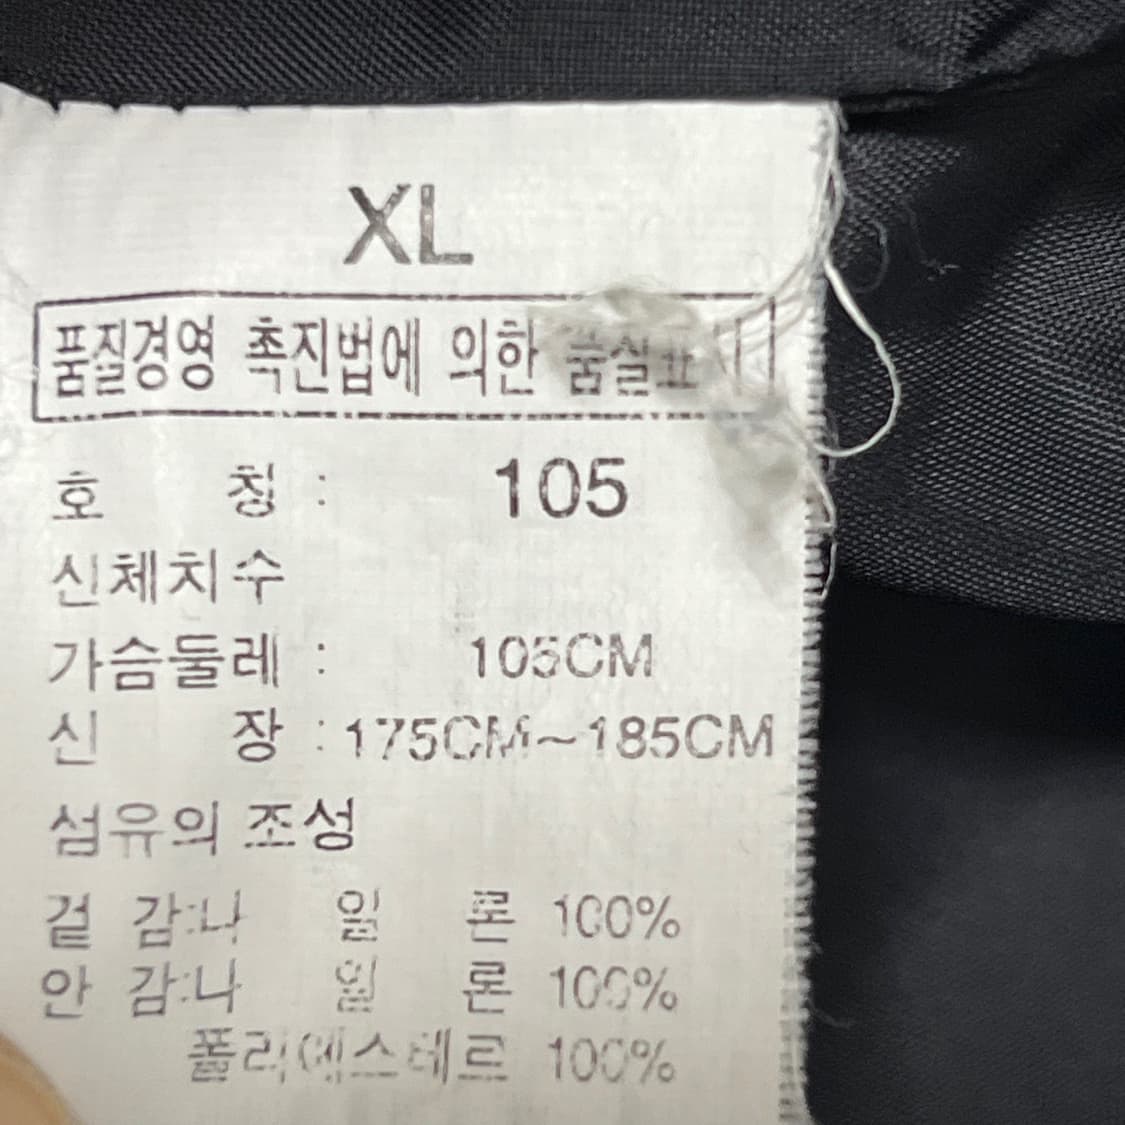 XL
품질경영 촉진법에 의한 품질표
호 칭 : 105
신체치수
가슴둘레 : 105CM
신 장 : 175CM~185CM
섬유의 조성
겉 감:나 일 론 100%
안 감:나 일 론 100%
폴리에스테르 100%